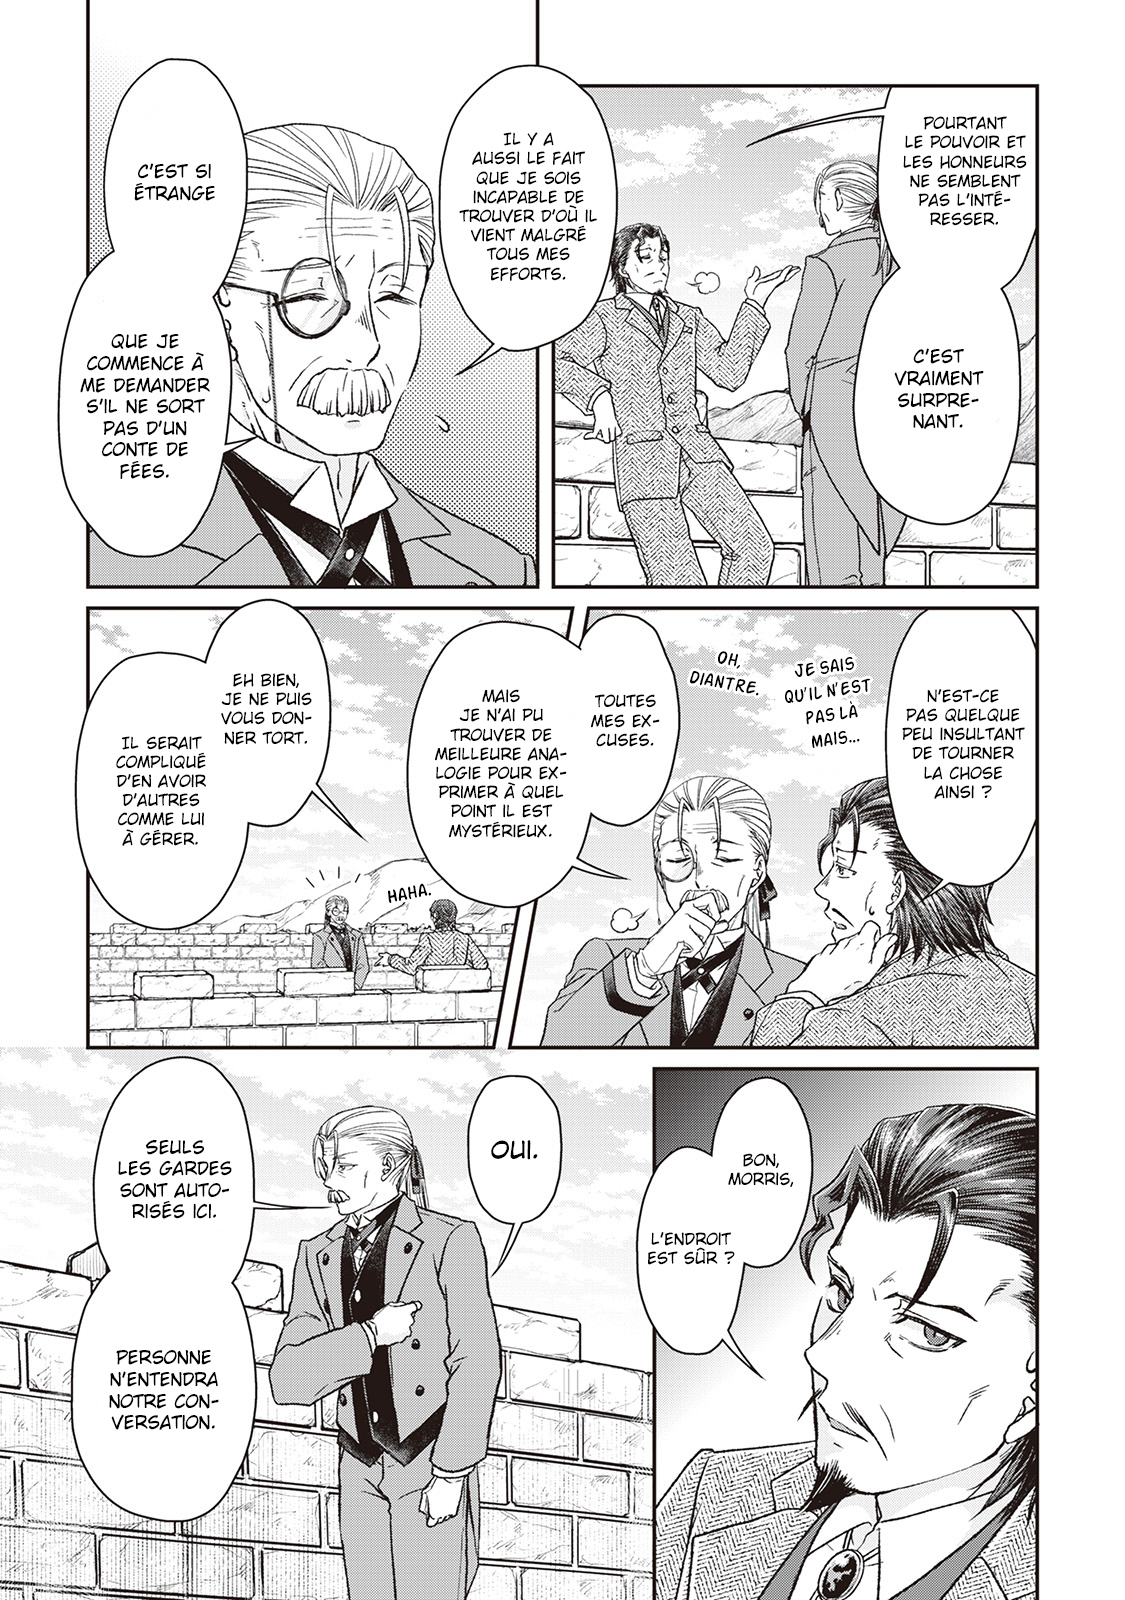 POURTANT
LE POUVOIR ET
LES HONNEURS
NE SEMBLENT
PAS L'INTÉ-
RESSER.
C'EST
VRAIMENT
SURPRE-
NANT.
IL Y A
AUSSI LE FAIT
QUE JE SOIS
INCAPABLE DE
TROUVER D'OÙ IL
VIENT MALGRÉ
TOUS MES
EFFORTS.
C'EST SI
ÉTRANGE
QUE JE
COMMENCE À
ME DEMANDER
S'IL NE SORT
PAS D'UN
CONTE DE
FÉES.
N'EST-CE
PAS QUELQUE
PEU INSULTANT
DE TOURNER
LA CHOSE
AINSI ?
JE SAIS
QU'IL N'EST
PAS LÀ
MAIS...
OH,
DIANTRE.
TOUTES
MES EX-
CUSES.
MAIS
JE N'AI PU
TROUVER DE
MEILLEURE ANA-
LOGIE POUR EX-
PRIMER À QUEL
POINT IL EST
MYSTÉRIEUX.
EH BIEN,
JE NE PUIS
VOUS DON-
NER TORT.
IL SERAIT
COMPLIQUÉ
D'EN AVOIR
D'AUTRES
COMME LUI
À GÉRER.
HAHA.
BON,
MORRIS,
L'ENDROIT
EST SÛR ?
OUI.
SEULS
LES GARDES
SONT AUTO-
RISÉS ICI.
PERSONNE
N'ENTENDRA
NOTRE CON-
VERSATION.